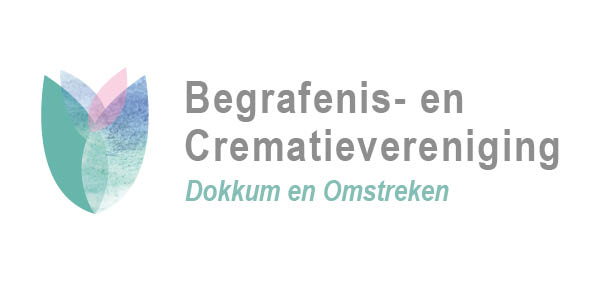 Begrafenis- en
Crematievereniging
Dokkum en Omstreken